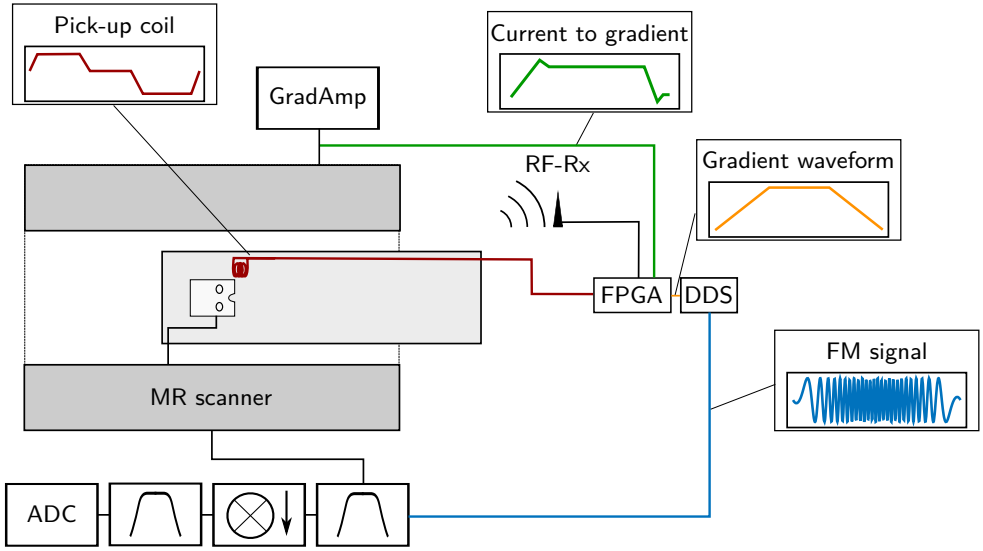 Pick-up coil
Current to gradient
GradAmp
RF-Rx
Gradient waveform
FPGA
DDS
FM signal
MR scanner
ADC